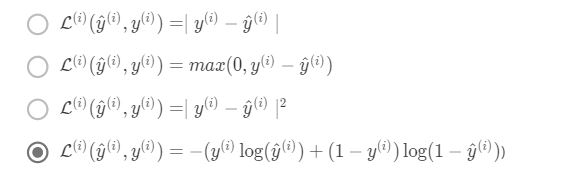 ℒ⁽ⁱ⁾(ŷ⁽ⁱ⁾, y⁽ⁱ⁾) =| y⁽ⁱ⁾ − ŷ⁽ⁱ⁾ |
ℒ⁽ⁱ⁾(ŷ⁽ⁱ⁾, y⁽ⁱ⁾) = max(0, y⁽ⁱ⁾ − ŷ⁽ⁱ⁾)
ℒ⁽ⁱ⁾(ŷ⁽ⁱ⁾, y⁽ⁱ⁾) =| y⁽ⁱ⁾ − ŷ⁽ⁱ⁾ |²
ℒ⁽ⁱ⁾(ŷ⁽ⁱ⁾, y⁽ⁱ⁾) = −(y⁽ⁱ⁾ log(ŷ⁽ⁱ⁾) + (1 − y⁽ⁱ⁾) log(1 − ŷ⁽ⁱ⁾))